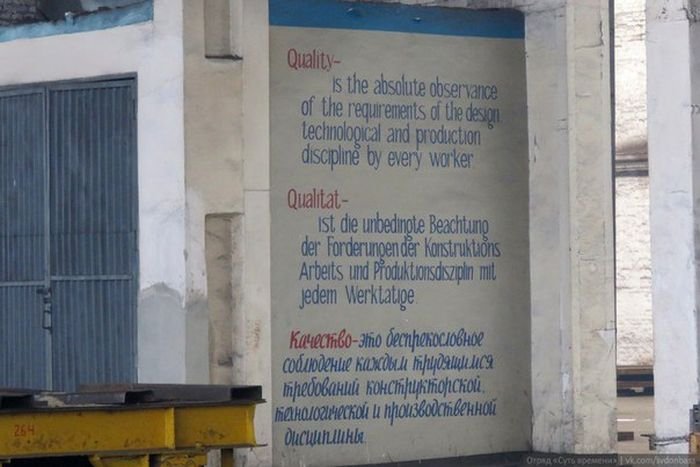 Quality-
is the absolute observance
of the requirements of the design
technological and production
discipline by every worker
Qualitat-
ist die unbedingte Beachtung
der Forderungen der Konstruktions
Arbeits und Produktionsdisziplin mit
jedem Werktatige.
Качество-это беспрекословное
соблюдение каждым трудящимся
требований конструкторской,
технологической и производственной
дисциплины.
264
Отряд «Суть времени» | vk.com/svdonbass